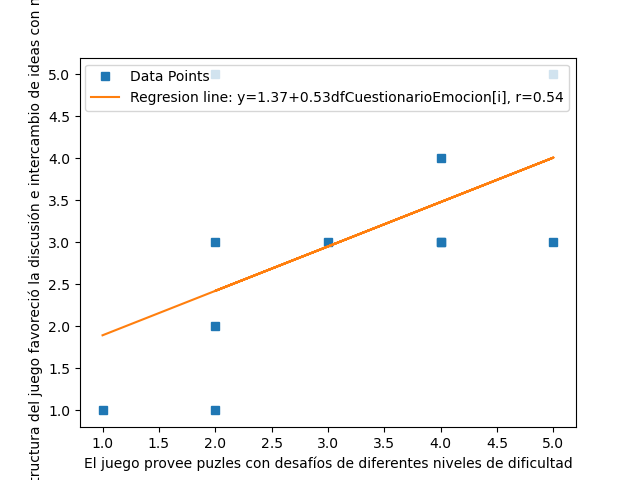 Data Points
Regresion line: y=1.37+0.53dfCuestionarioEmocion[i], r=0.54
5.0
4.5
4.0
3.5
3.0
2.5
2.0
1.5
1.0
del juego favoreció la discusión e intercambio de ideas con
1.0 1.5 2.0 2.5 3.0 3.5 4.0 4.5 5.0
El juego provee puzles con desafíos de diferentes niveles de dificultad